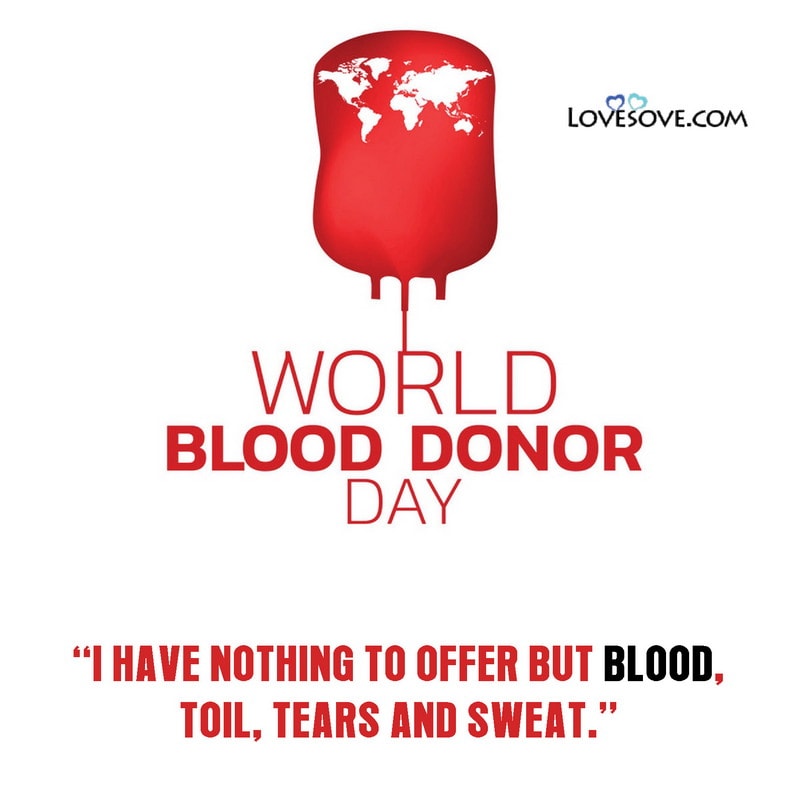 LOVESOVE.COM
WORLD
BLOOD DONOR
DAY
“I HAVE NOTHING TO OFFER BUT BLOOD,
TOIL, TEARS AND SWEAT.”